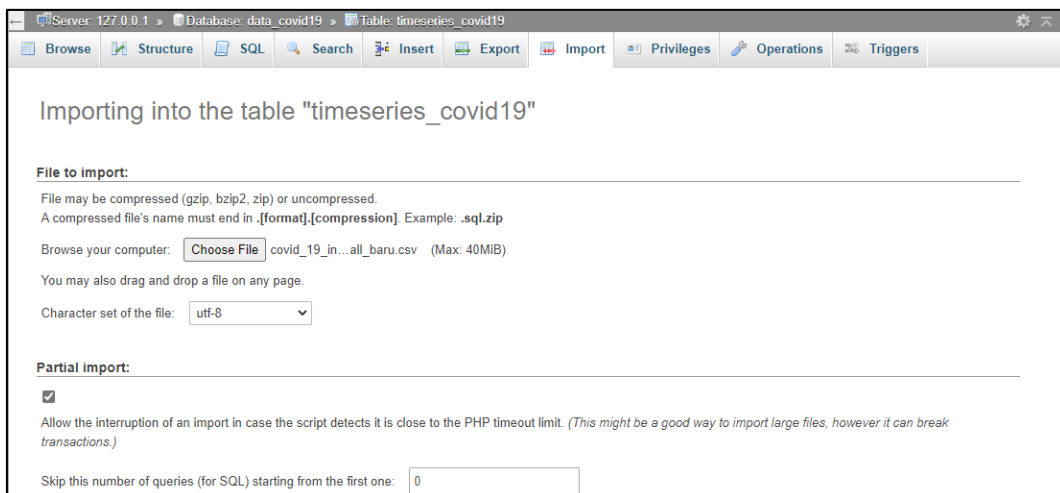 Server: 127.0.0.1 » Database: data_covid19 » Table: timeseries_covid19
Browse Structure SQL Search Insert Export Import Privileges Operations Triggers
Importing into the table "timeseries_covid19"
File to import:
File may be compressed (gzip, bzip2, zip) or uncompressed.
A compressed file's name must end in .[format].[compression]. Example: .sql.zip
Browse your computer: Choose File covid_19_in...all_baru.csv (Max: 40MiB)
You may also drag and drop a file on any page.
Character set of the file: utf-8
Partial import:
Allow the interruption of an import in case the script detects it is close to the PHP timeout limit. (This might be a good way to import large files, however it can break
transactions.)
Skip this number of queries (for SQL) starting from the first one: 0